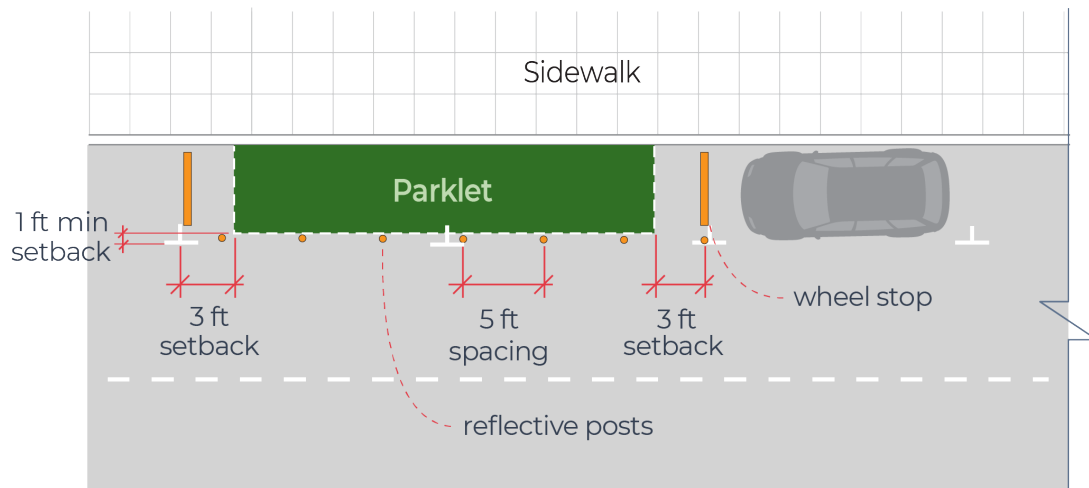 Sidewalk
Parklet
1 ft min
setback
3 ft
setback
5 ft
spacing
3 ft
setback
wheel stop
reflective posts